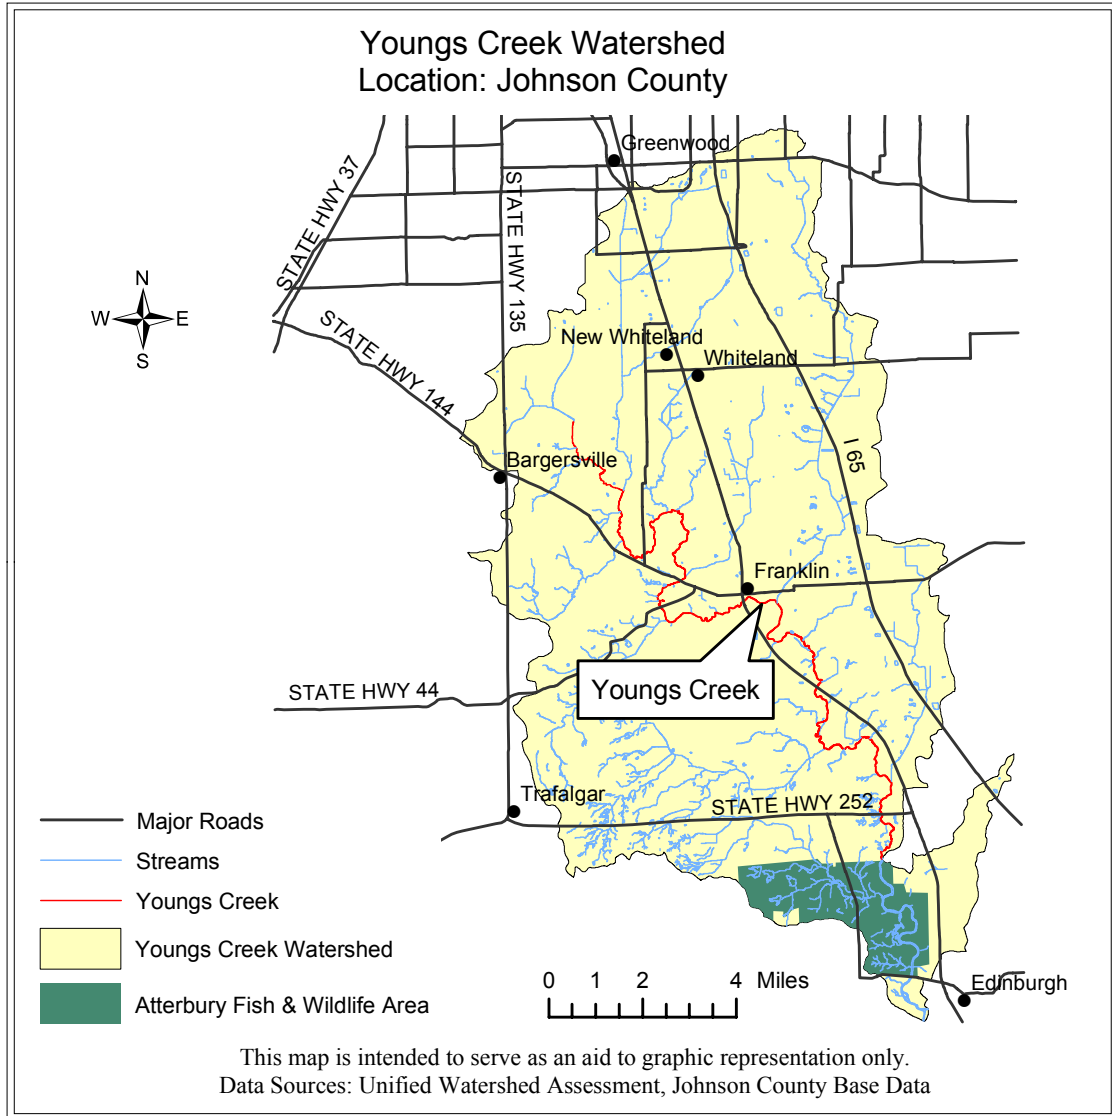 Youngs Creek Watershed
Location: Johnson County
Greenwood
STATE HWY 37
STATE HWY 135
N
W
E
S
STATE HWY 144
New Whiteland
Whiteland
Bargersville
I 65
Franklin
Youngs Creek
STATE HWY 44
Trafalgar
STATE HWY 252
Major Roads
Streams
Youngs Creek
Youngs Creek Watershed
Atterbury Fish & Wildlife Area
0 1 2 4 Miles
Edinburgh
This map is intended to serve as an aid to graphic representation only.
Data Sources: Unified Watershed Assessment, Johnson County Base Data